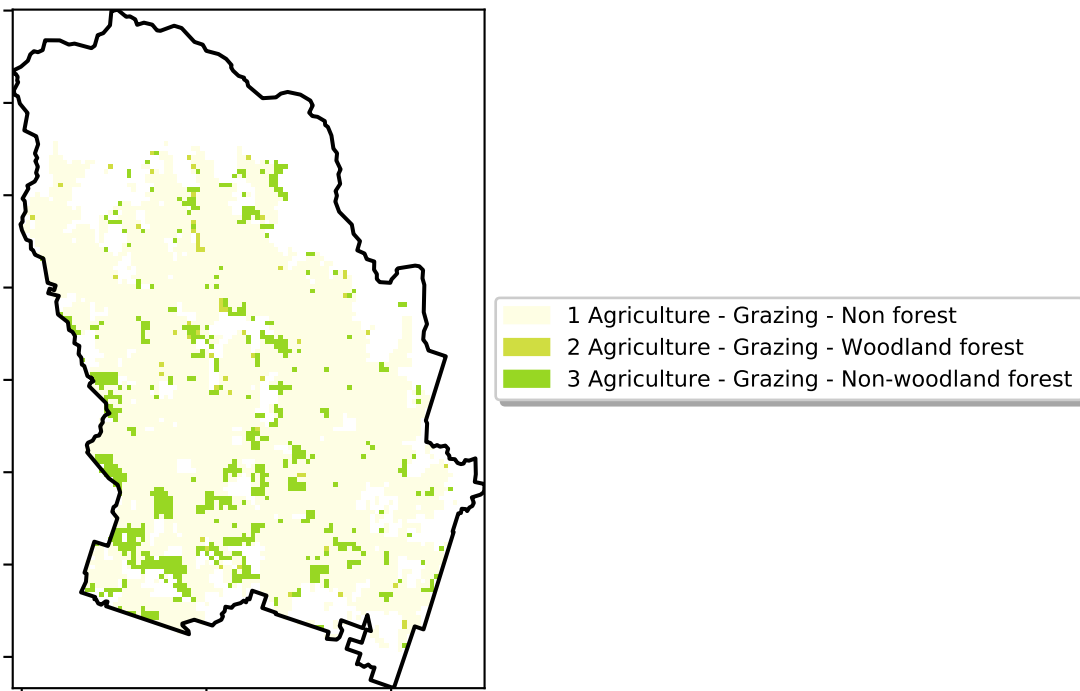 1 Agriculture - Grazing - Non forest
2 Agriculture - Grazing - Woodland forest
3 Agriculture - Grazing - Non-woodland forest